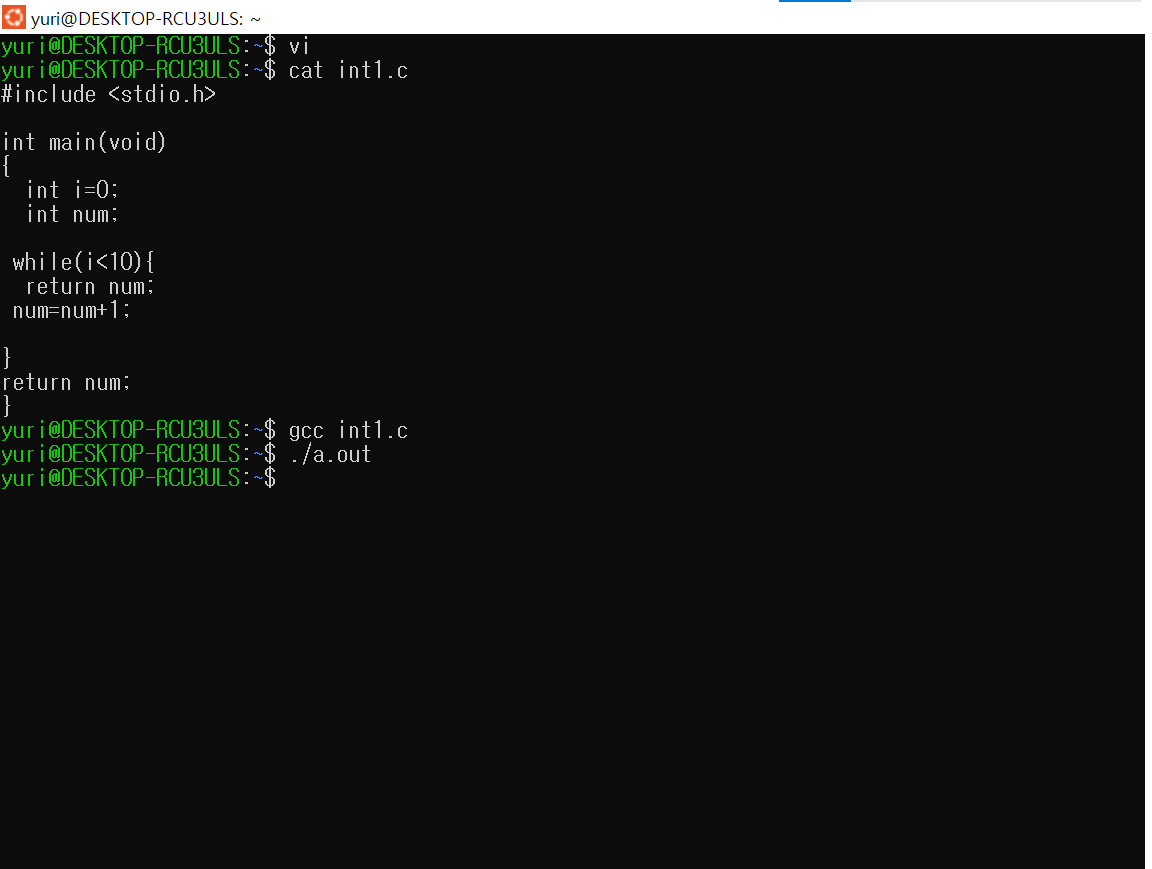 yuri@DESKTOP-RCU3ULS: ~
yuri@DESKTOP-RCU3ULS:~$ vi
yuri@DESKTOP-RCU3ULS:~$ cat int1.c
#include <stdio.h>
int main(void)
{
int i=0;
int num;
while(i<10){
return num;
num=num+1;
}
return num;
}
yuri@DESKTOP-RCU3ULS:~$ gcc int1.c
yuri@DESKTOP-RCU3ULS:~$ ./a.out
yuri@DESKTOP-RCU3ULS:~$